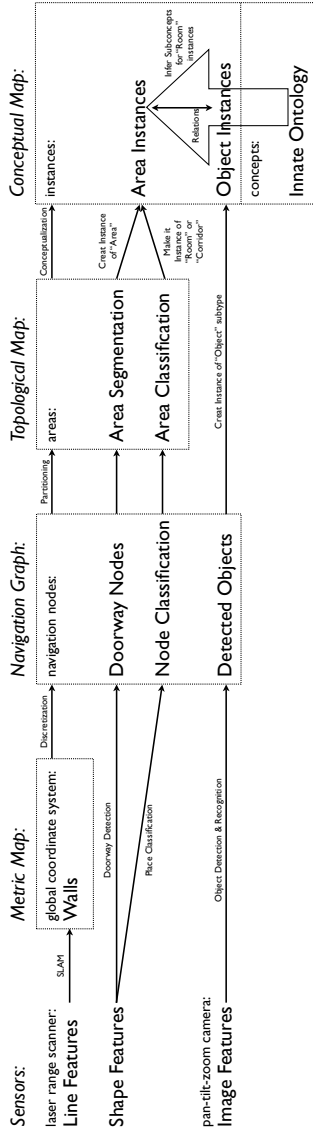 Sensors:
laser range scanner:
Line Features
Shape Features
pan-tilt-zoom camera:
Image Features
SLAM
Doorway Detection
Place Classification
Object Detection & Recognition
Metric Map:
global coordinate system:
Walls
Discretization
Navigation Graph:
navigation nodes:
Doorway Nodes
Node Classification
Detected Objects
Partitioning
Topological Map:
areas:
Area Segmentation
Area Classification
Conceptualization
Creat Instance
of "Area"
Make it
Instance of
"Room" or
"Corridor"
Creat Instance of "Object" subtype
Conceptual Map:
instances:
Area Instances
Relations
Infer Subconcepts
for "Room"
instances
Object Instances
concepts:
Innate Ontology